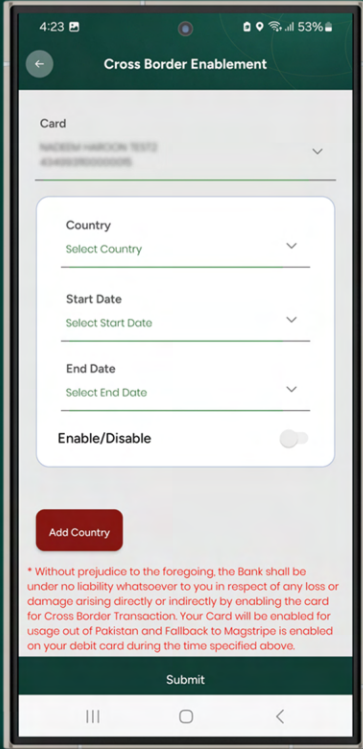 4:23 53%
Cross Border Enablement
Card
Country
Select Country
Start Date
Select Start Date
End Date
Select End Date
Enable/Disable
Add Country
* Without prejudice to the foregoing, the Bank shall be
under no liability whatsoever to you in respect of any loss or
damage arising directly or indirectly by enabling the card
for Cross Border Transaction. Your Card will be enabled for
usage out of Pakistan and Fallback to Magstripe is enabled
on your debit card during the time specified above.
Submit